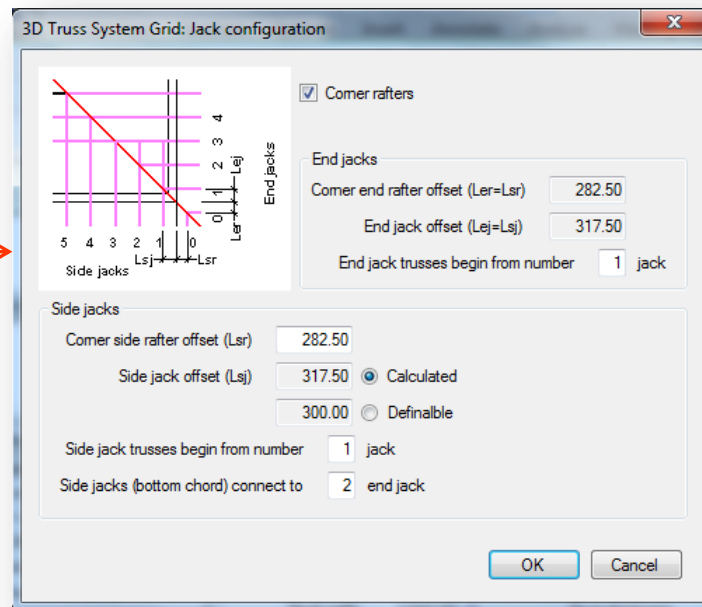 3D Truss System Grid: Jack configuration
Corner rafters
4
3
2
1
0
End jacks
Lej
Ler
5 4 3 2 1 0
Side jacks
Lsj
Lsr
End jacks
Corner end rafter offset (Ler=Lsr) 282.50
End jack offset (Lej=Lsj) 317.50
End jack trusses begin from number 1 jack
Side jacks
Corner side rafter offset (Lsr) 282.50
Side jack offset (Lsj) 317.50 Calculated
300.00 Definalble
Side jack trusses begin from number 1 jack
Side jacks (bottom chord) connect to 2 end jack
OK Cancel